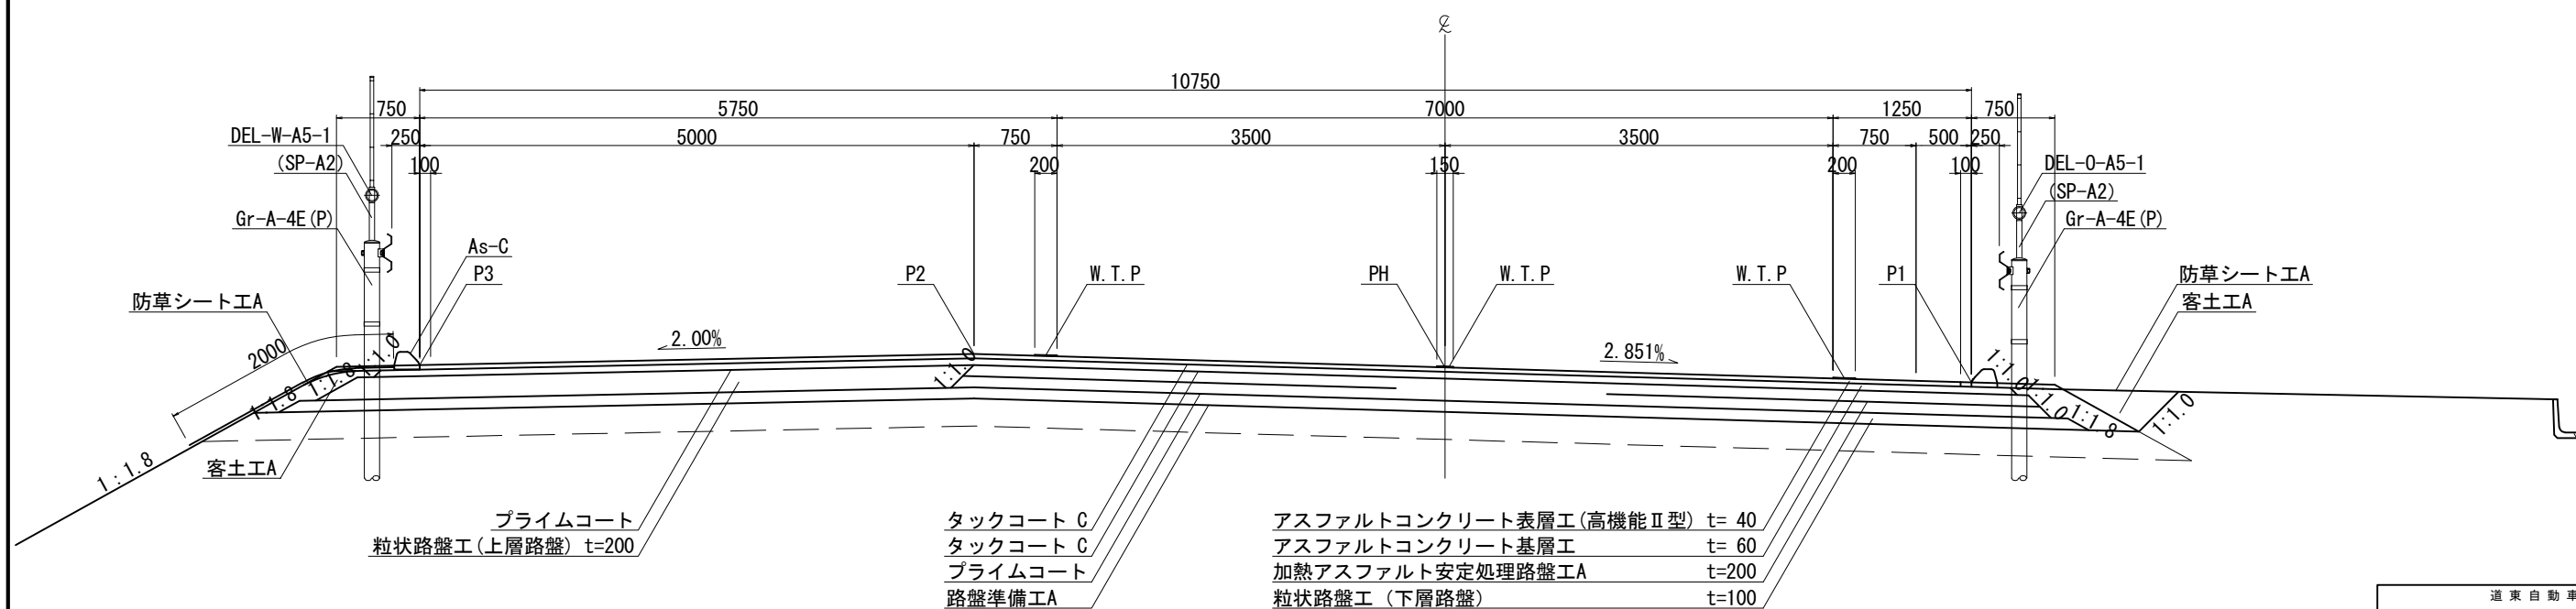 ℄
10750
750 5750 7000 1250 750
250 5000 750 3500 3500 750 500 250
100 200 150 200 100
DEL-W-A5-1
(SP-A2)
Gr-A-4E(P)
DEL-O-A5-1
(SP-A2)
Gr-A-4E(P)
As-C
P3
P2
W.T.P
PH
W.T.P
W.T.P
P1
防草シート工A
防草シート工A
客土工A
2.00%
2.851%
2000
1:1.0
1:1.8
1:1.8
1:1.0
1:1.0
1:1.0
1:1.8
1:1.0
1:1.8
客土工A
プライムコート
粒状路盤工(上層路盤) t=200
タックコート C
タックコート C
プライムコート
路盤準備工A
アスファルトコンクリート表層工(高機能Ⅱ型) t= 40
アスファルトコンクリート基層工 t= 60
加熱アスファルト安定処理路盤工A t=200
粒状路盤工 (下層路盤) t=100
道東自動車